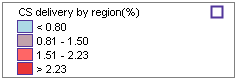 CS delivery by region(%)
< 0.80
0.81 - 1.50
1.51 - 2.23
> 2.23